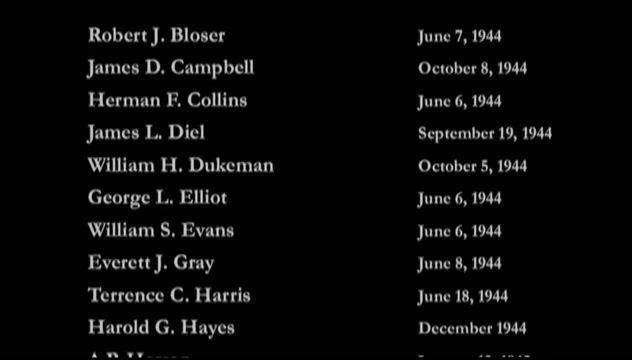 Robert J. Bloser June 7, 1944
James D. Campbell October 8, 1944
Herman F. Collins June 6, 1944
James L. Diel September 19, 1944
William H. Dukeman October 5, 1944
George L. Elliot June 6, 1944
William S. Evans June 6, 1944
Everett J. Gray June 8, 1944
Terrence C. Harris June 18, 1944
Harold G. Hayes December 1944